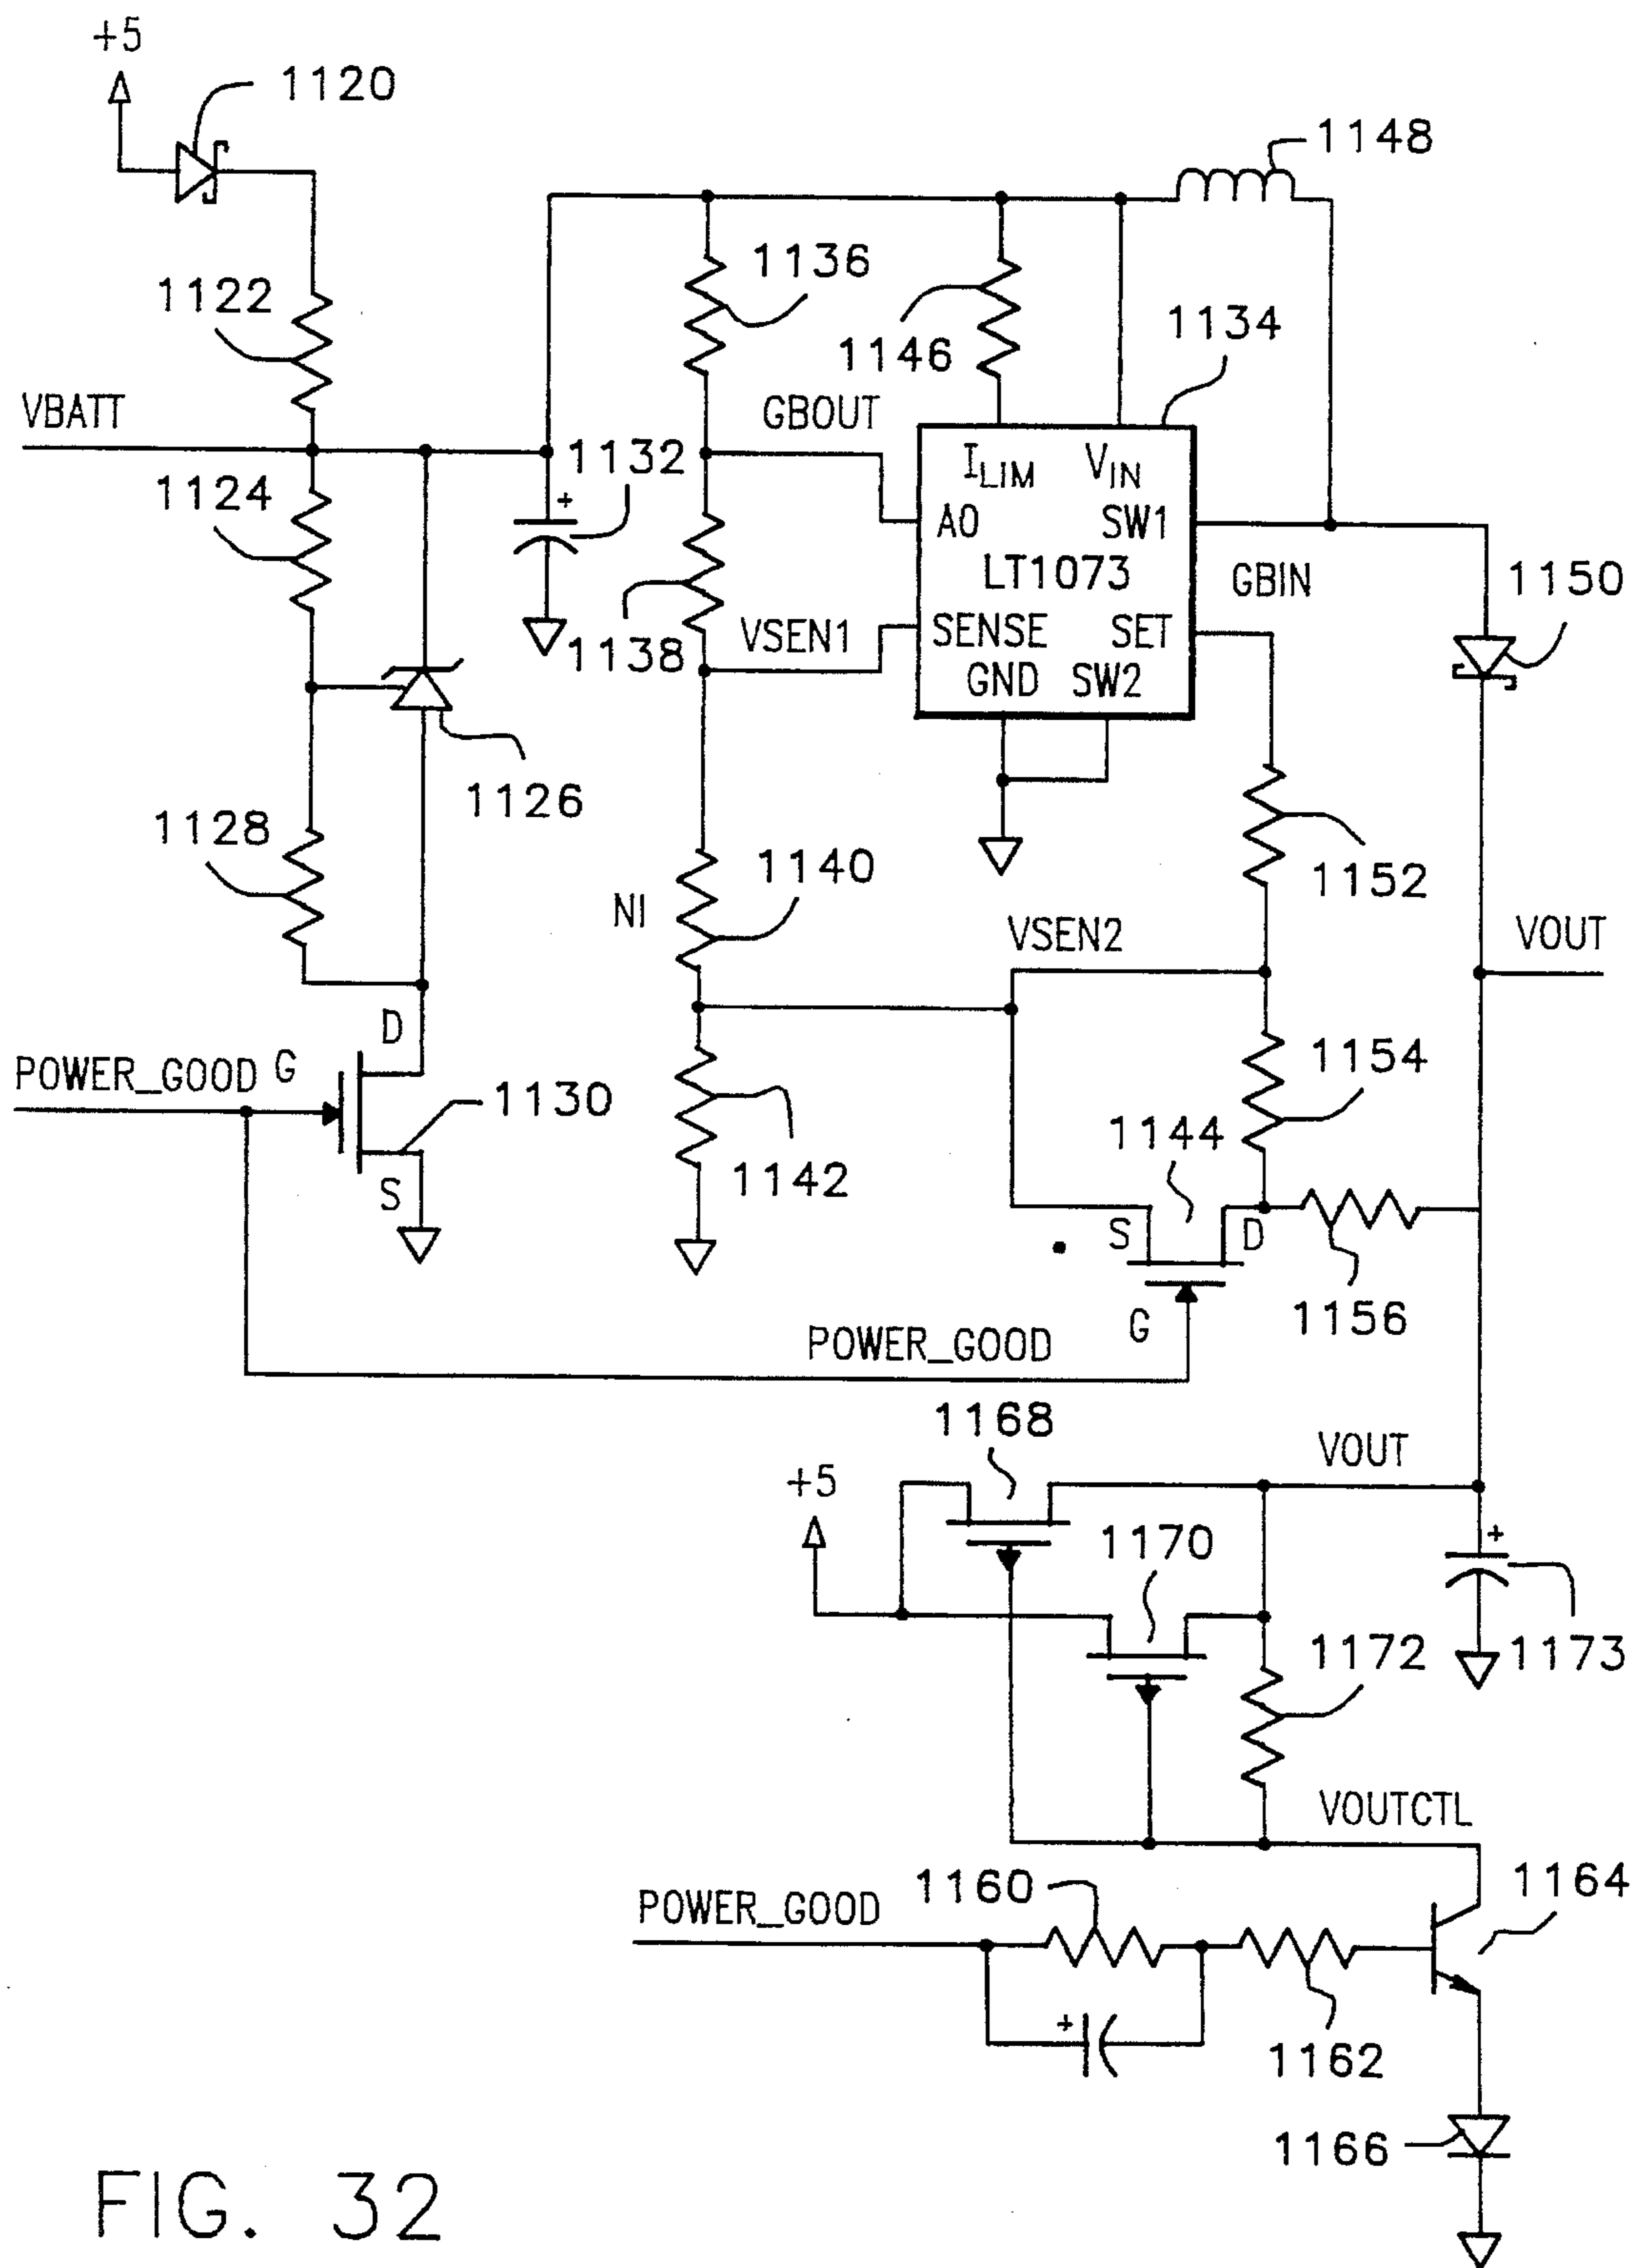 +5
1120
1148
1136
1122
1146
1134
VBATT
GBOUT
1132
+
I_LIM V_IN
1124
A0 SW1
LT1073
GBIN
1150
1138
VSEN1
SENSE SET
GND SW2
1126
1128
1140
1152
NI
VSEN2
VOUT
D
1154
POWER_GOOD G
1130
1144
S
1142
S D
G
1156
POWER_GOOD
1168
VOUT
+5
+
1170
1172
1173
VOUTCTL
1160
1164
POWER_GOOD
+
1162
1166
FIG. 32